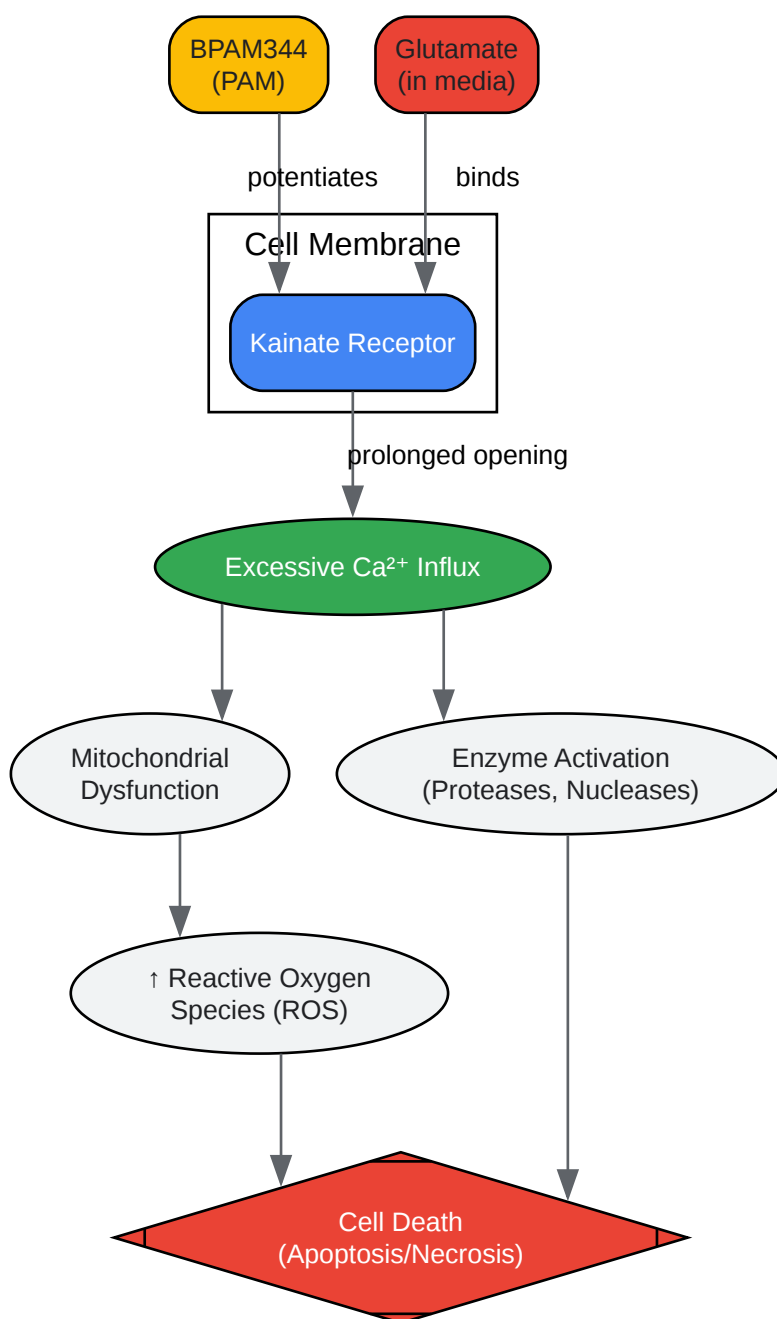 BPAM344
(PAM)
Glutamate
(in media)
potentiates
binds
Cell Membrane
Kainate Receptor
prolonged opening
Excessive Ca²⁺ Influx
Mitochondrial
Dysfunction
Enzyme Activation
(Proteases, Nucleases)
↑ Reactive Oxygen
Species (ROS)
Cell Death
(Apoptosis/Necrosis)